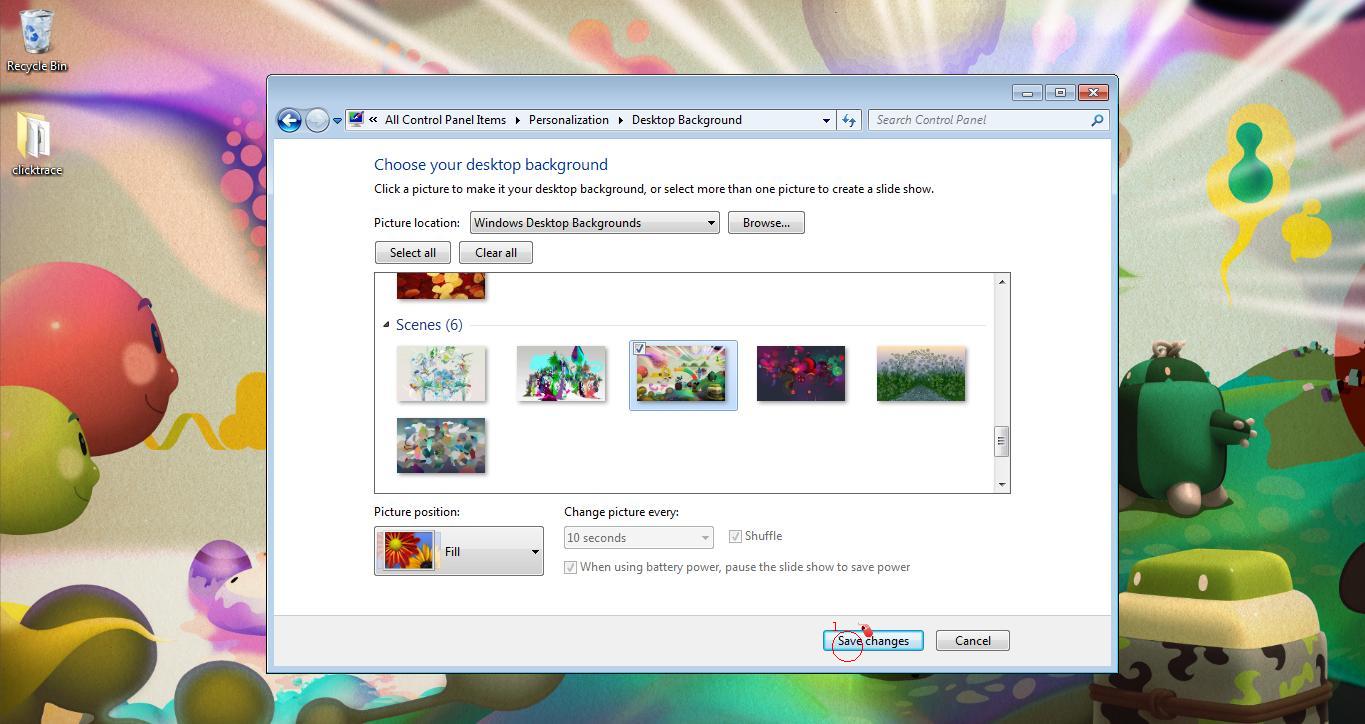 Recycle Bin
clicktrace
« All Control Panel Items Personalization Desktop Background
Search Control Panel
Choose your desktop background
Click a picture to make it your desktop background, or select more than one picture to create a slide show.
Picture location: Windows Desktop Backgrounds Browse...
Select all Clear all
Scenes (6)
Picture position: Change picture every:
Fill 10 seconds Shuffle
When using battery power, pause the slide show to save power
1
Save changes Cancel